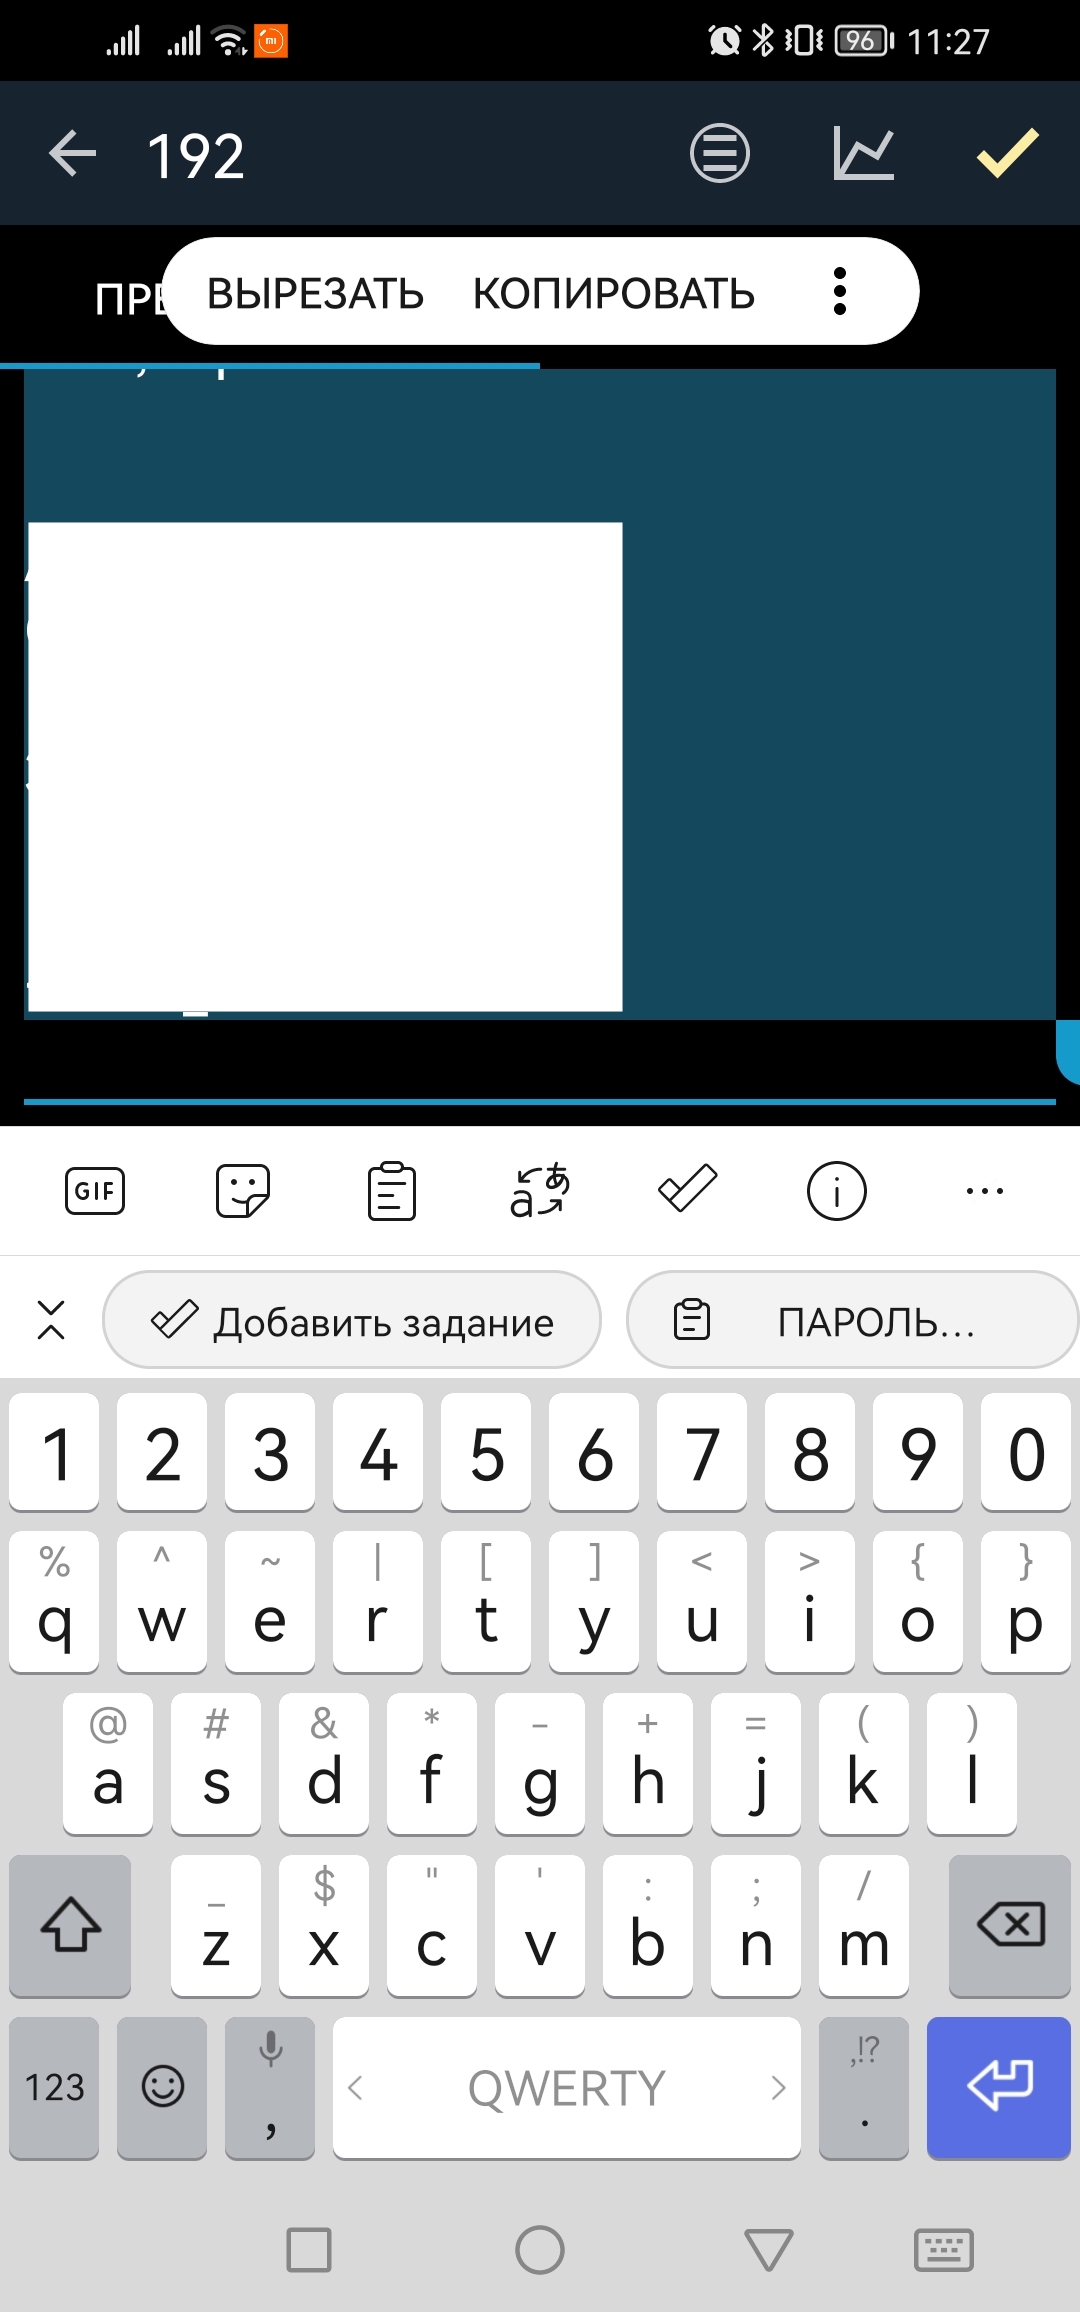 96 11:27
192
ПРЕ
ВЫРЕЗАТЬ КОПИРОВАТЬ
GIF
Добавить задание ПАРОЛЬ...
1 2 3 4 5 6 7 8 9 0
% ^ ~ | [ ] < > { }
q w e r t y u i o p
@ # & * - + = ( )
a s d f g h j k l
_ $ " ' : ; /
z x c v b n m
123 , < QWERTY > ,!? .